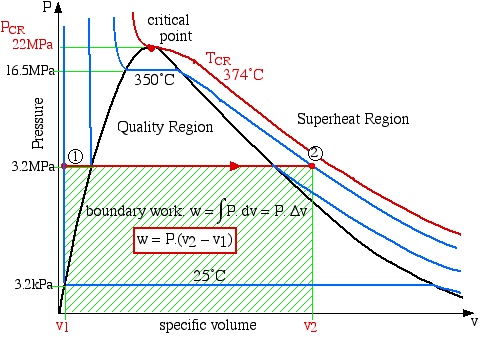 P
critical
point
PCR
22MPa
TCR
374°C
16.5MPa
350°C
Superheat Region
Quality Region
Pressure
①
②
3.2MPa
boundary work: w = ∫P. dv = P. Δv
w = P.(v2 – v1)
25°C
3.2kPa
v1
specific volume
v2
v